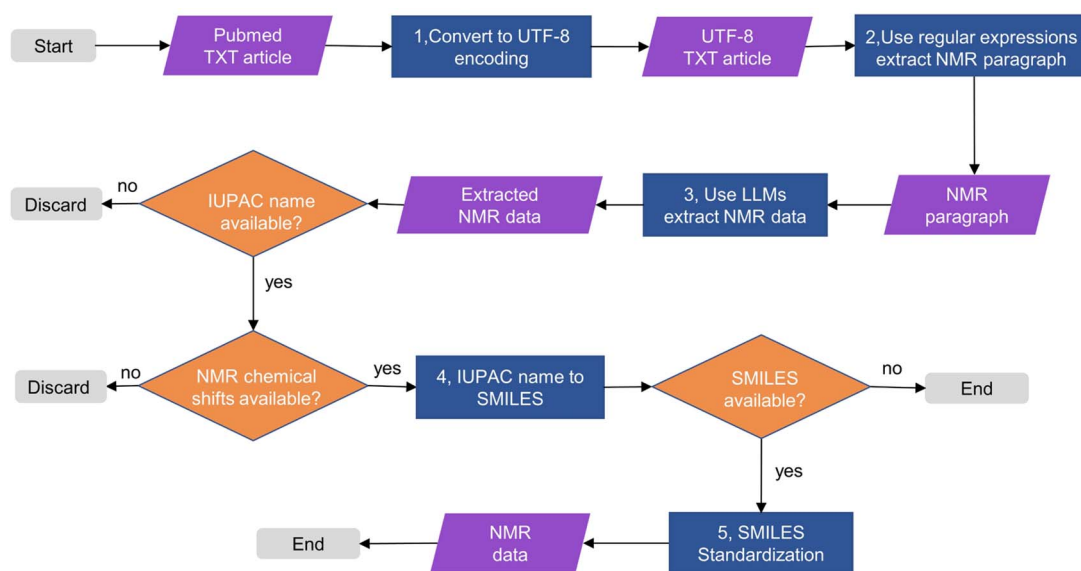 Start
Pubmed
TXT article
1,Convert to UTF-8
encoding
UTF-8
TXT article
2,Use regular expressions
extract NMR paragraph
NMR
paragraph
3, Use LLMs
extract NMR data
Extracted
NMR data
IUPAC name
available?
no
Discard
yes
NMR chemical
shifts available?
no
Discard
yes
4, IUPAC name to
SMILES
SMILES
available?
no
End
yes
5, SMILES
Standardization
NMR
data
End